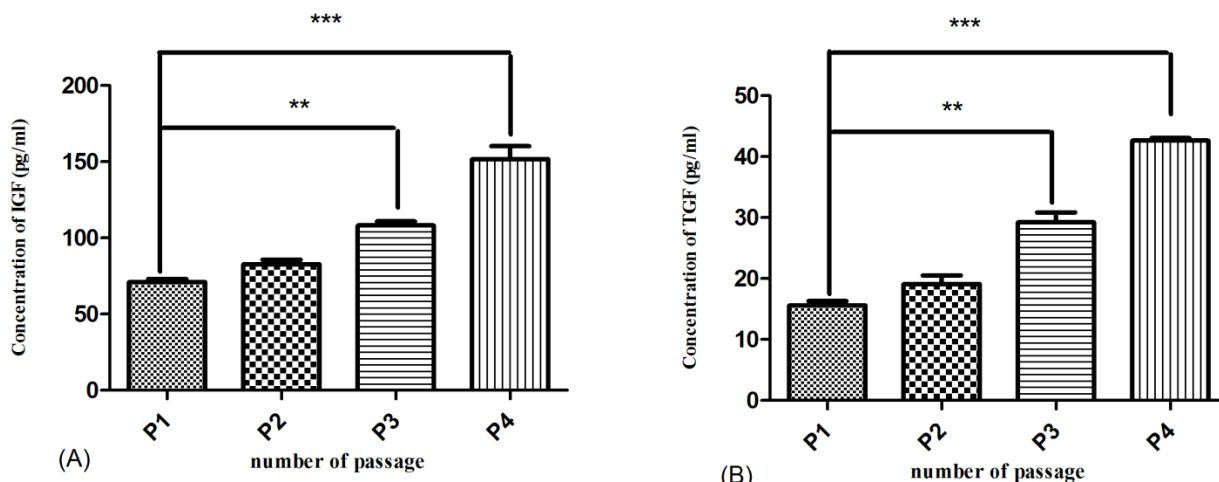 ***
**
200
150
100
50
0
Concentration of IGF (pg/ml)
P1 P2 P3 P4
number of passage
(A)
***
**
50
40
30
20
10
0
Concentration of TGF (pg/ml)
P1 P2 P3 P4
number of passage
(B)